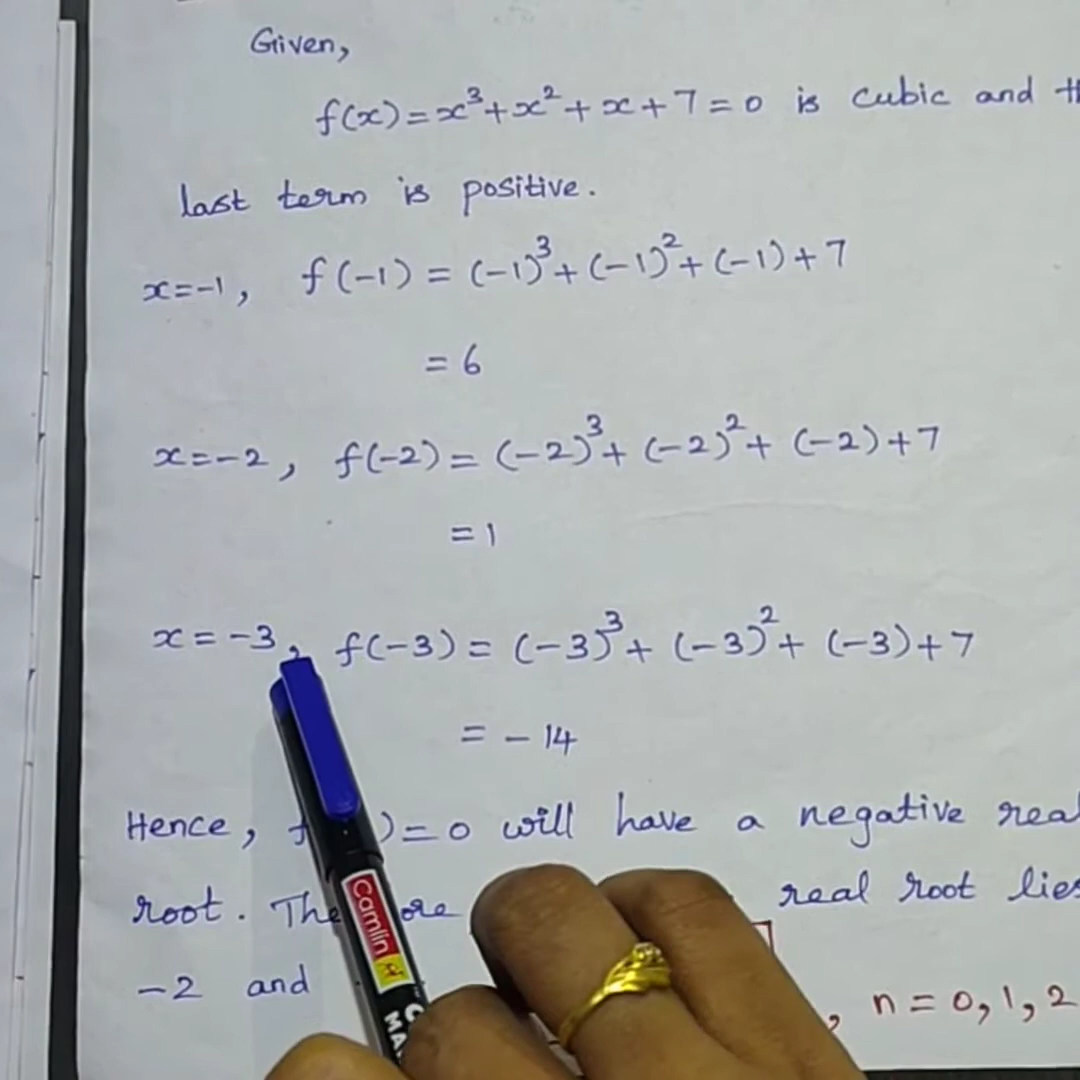 Given,
f(x)=x³+x²+x+7=0 is cubic and
last term is positive.
x=-1, f(-1) = (-1)³+(-1)²+(-1)+7
= 6
x=-2, f(-2) = (-2)³+(-2)²+(-2)+7
= 1
x = -3, f(-3) = (-3)³+(-3)²+(-3)+7
= -14
Hence, )=0 will have a negative real
root. real root lies
-2 and
, n = 0, 1, 2
Camlin